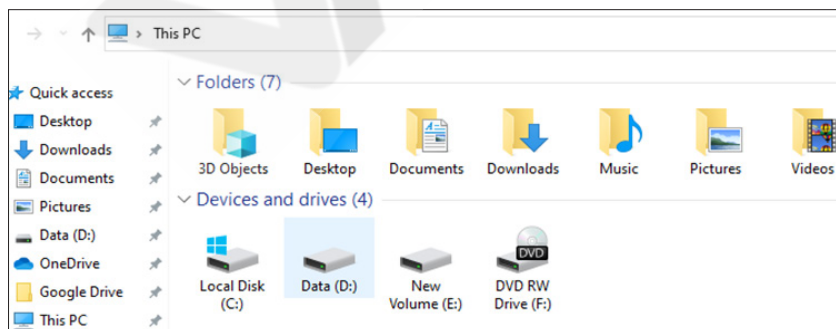 This PC
Quick access
Desktop
Downloads
Documents
Pictures
Data (D:)
OneDrive
Google Drive
This PC
Folders (7)
3D Objects
Desktop
Documents
Downloads
Music
Pictures
Videos
Devices and drives (4)
Local Disk
(C:)
Data (D:)
New
Volume (E:)
DVD
DVD RW
Drive (F:)